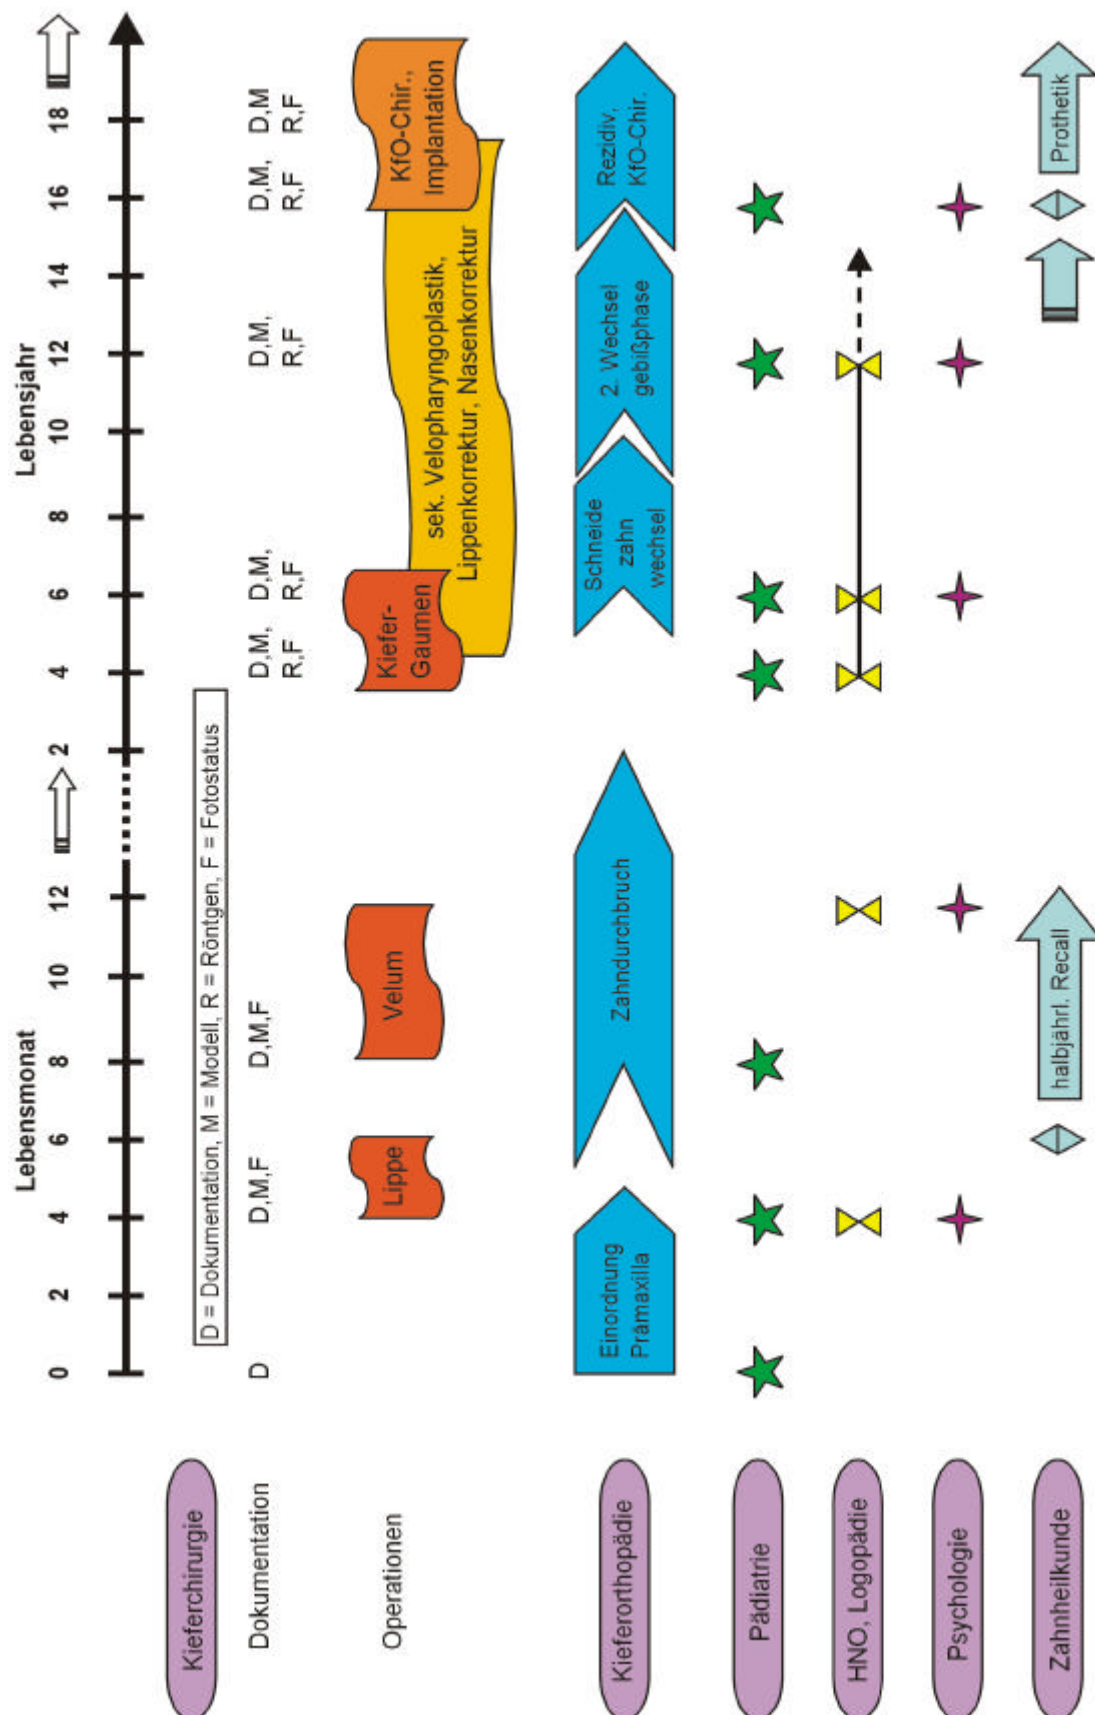 Lebensmonat
Lebensjahr
0 2 4 6 8 10 12 2 4 6 8 10 12 14 16 18
Kieferchirurgie
D = Dokumentation, M = Modell, R = Röntgen, F = Fotostatus
Dokumentation
D
D,M,F
D,M,F
D,M,
R,F
D,M,
R,F
D,M,
R,F
D,M,
R,F
D,M
R,F
Operationen
Lippe
Velum
Kiefer-
Gaumen
sek. Velopharyngoplastik,
Lippenkorrektur, Nasenkorrektur
KfO-Chir.,
Implantation
Kieferorthopädie
Einordnung
Prämaxilla
Zahndurchbruch
Schneide
zahn
wechsel
2. Wechsel
gebißphase
Rezidiv,
KfO-Chir.
Pädiatrie
HNO, Logopädie
Psychologie
Zahnheilkunde
halbjährl. Recall
Prothetik